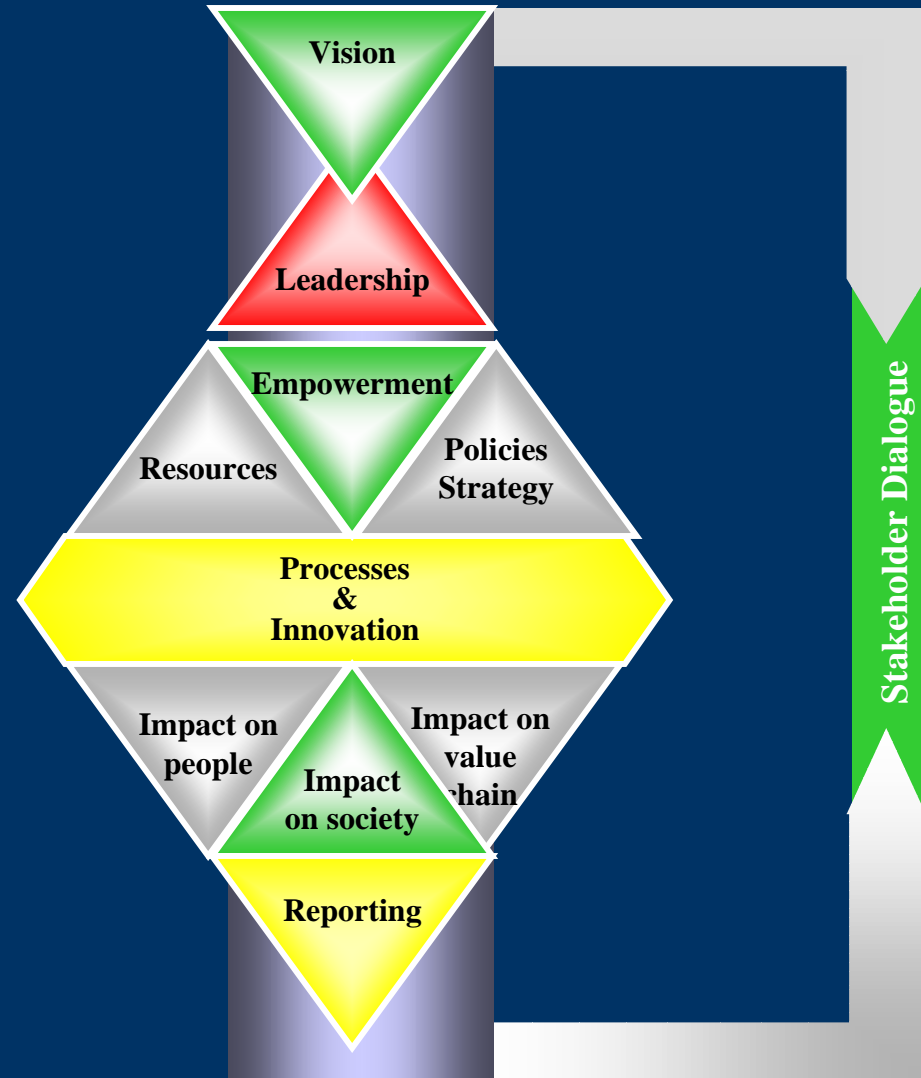 Vision
Leadership
Empowerment
Resources
Policies
Strategy
Processes
&
Innovation
Impact on
people
Impact
on society
Impact on
value
chain
Reporting
Stakeholder Dialogue